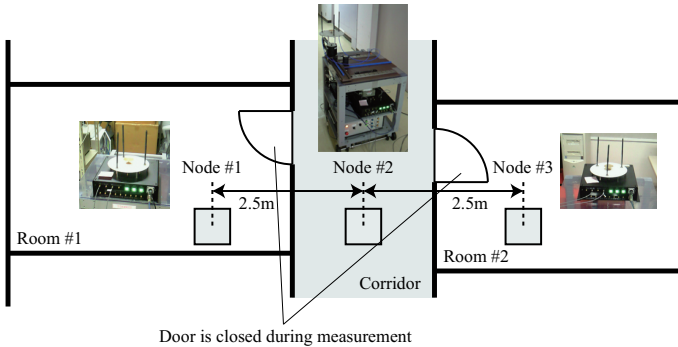 Node #1
Node #2
Node #3
2.5m
2.5m
Room #1
Room #2
Corridor
Door is closed during measurement